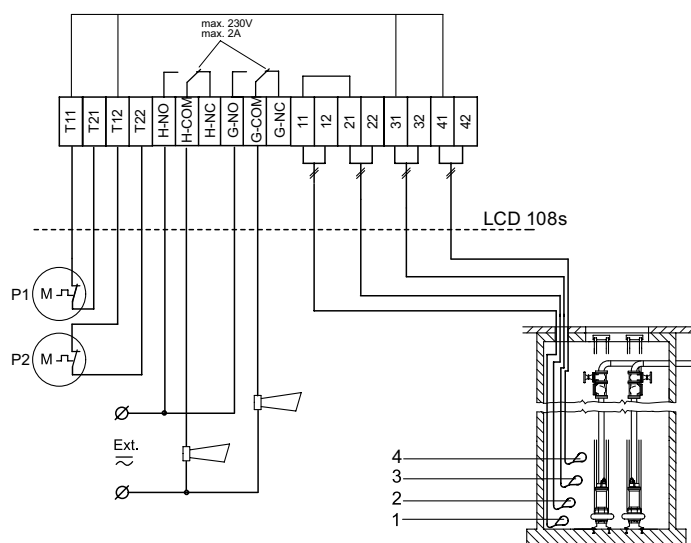 max. 230V
max. 2A
T11 T21 T12 T22 H-NO H-COM H-NC G-NO G-COM G-NC 11 12 21 22 31 32 41 42
LCD 108s
P1 M
P2 M
Ext.
4
3
2
1